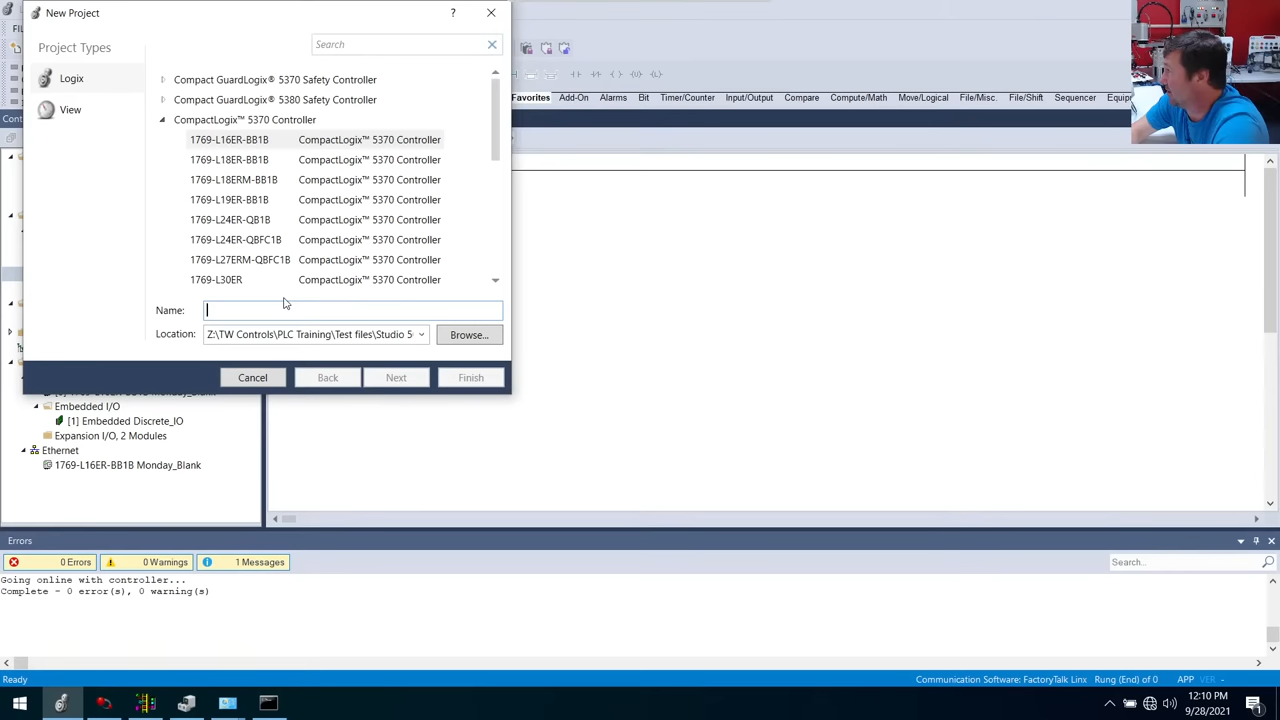 New Project
?
Project Types
Search
Logix
View
Compact GuardLogix® 5370 Safety Controller
Compact GuardLogix® 5380 Safety Controller
CompactLogix™ 5370 Controller
1769-L16ER-BB1B CompactLogix™ 5370 Controller
1769-L18ER-BB1B CompactLogix™ 5370 Controller
1769-L18ERM-BB1B CompactLogix™ 5370 Controller
1769-L19ER-BB1B CompactLogix™ 5370 Controller
1769-L24ER-QB1B CompactLogix™ 5370 Controller
1769-L24ER-QBFC1B CompactLogix™ 5370 Controller
1769-L27ERM-QBFC1B CompactLogix™ 5370 Controller
1769-L30ER CompactLogix™ 5370 Controller
Name:
Location: Z:\TW Controls\PLC Training\Test files\Studio 5
Browse...
Cancel Back Next Finish
Favorites Add-On Alarms Bit Timer/Counter Input/Output Compare Compute/Math Move/Logical File/Misc. File/Shift Sequencer Equipment
Embedded I/O
[1] Embedded Discrete_IO
Expansion I/O, 2 Modules
Ethernet
1769-L16ER-BB1B Monday_Blank
Errors
0 Errors 0 Warnings 1 Messages
Search...
Going online with controller...
Complete - 0 error(s), 0 warning(s)
Ready
Communication Software: FactoryTalk Linx Rung (End) of 0 APP VER -
12:10 PM
9/28/2021